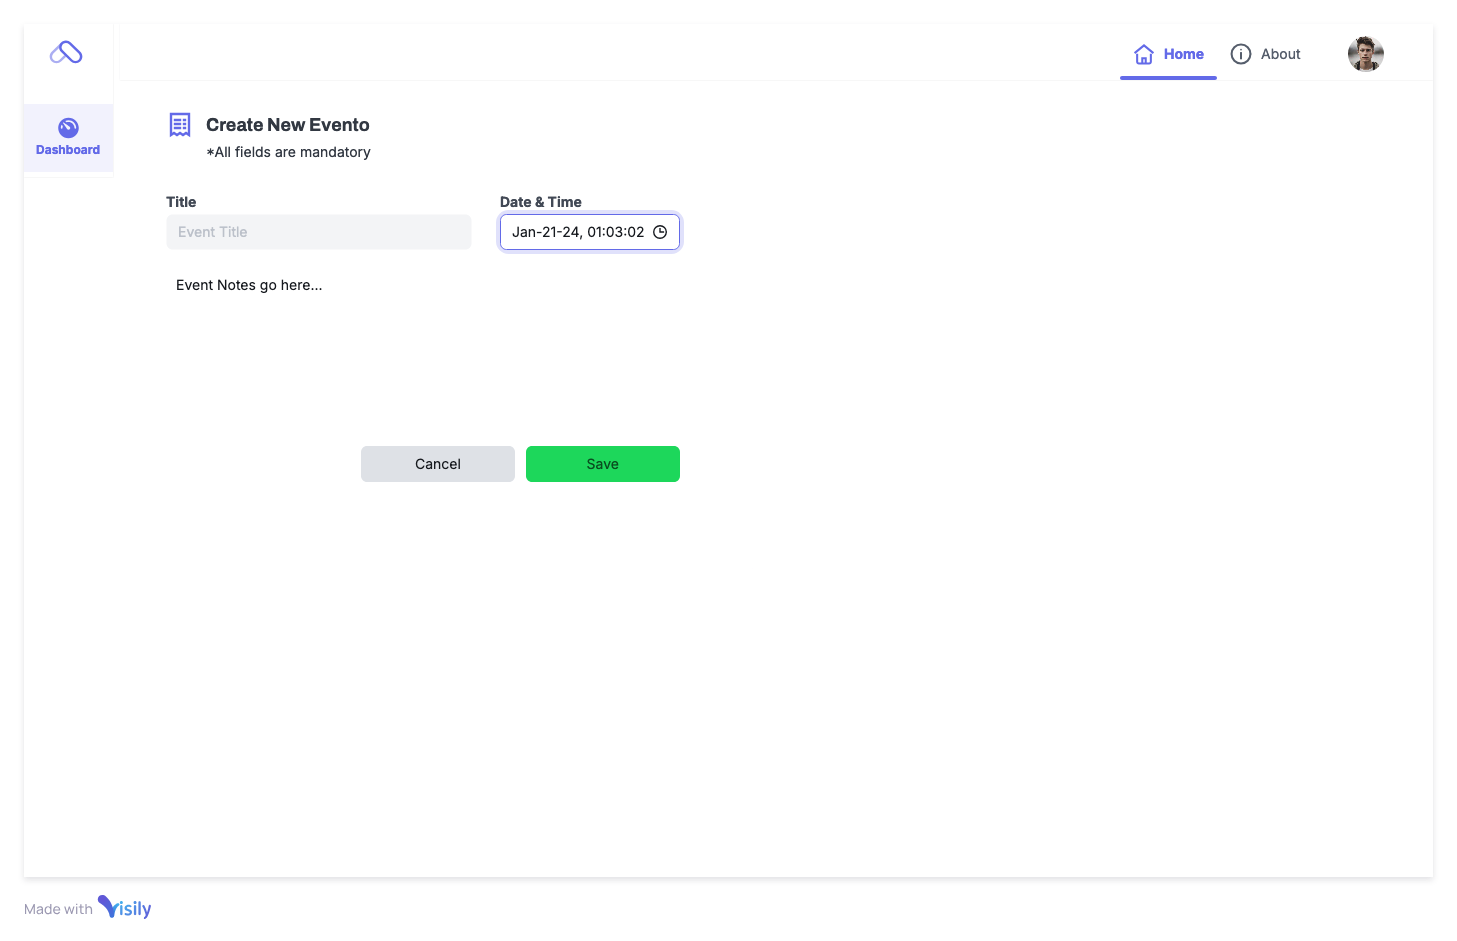 Home
About
Dashboard
Create New Evento
*All fields are mandatory
Title
Date & Time
Event Title
Jan-21-24, 01:03:02
Event Notes go here...
Cancel
Save
Made with Visily